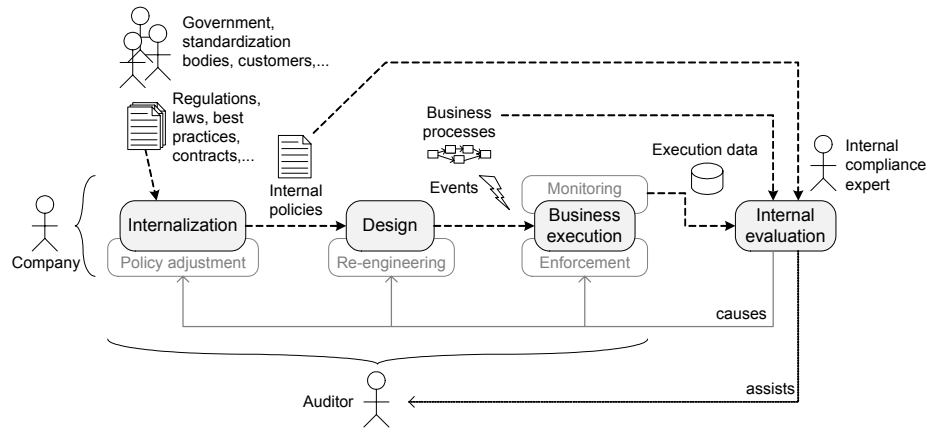 Government,
standardization
bodies, customers,...
Regulations,
laws, best
practices,
contracts,...
Internal
policies
Business
processes
Events
Execution data
Internal
compliance
expert
Company
Internalization
Policy adjustment
Design
Re-engineering
Monitoring
Business
execution
Enforcement
Internal
evaluation
causes
assists
Auditor